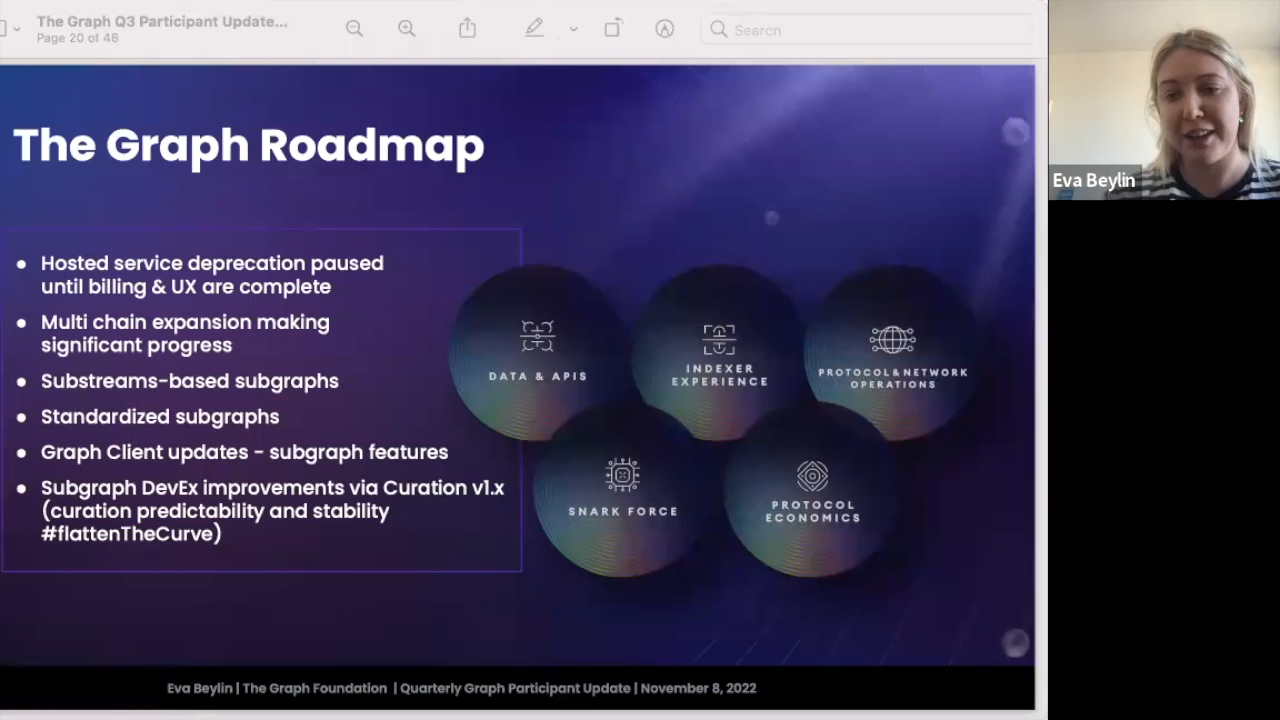 The Graph Q3 Participant Update...
Page 20 of 46
Search
Eva Beylin
The Graph Roadmap
● Hosted service deprecation paused
until billing & UX are complete
● Multi chain expansion making
significant progress
● Substreams-based subgraphs
● Standardized subgraphs
● Graph Client updates - subgraph features
● Subgraph DevEx improvements via Curation v1.x
(curation predictability and stability
#flattenTheCurve)
DATA & APIS
INDEXER
EXPERIENCE
PROTOCOL & NETWORK
OPERATIONS
SNARK FORCE
PROTOCOL
ECONOMICS
Eva Beylin | The Graph Foundation | Quarterly Graph Participant Update | November 8, 2022